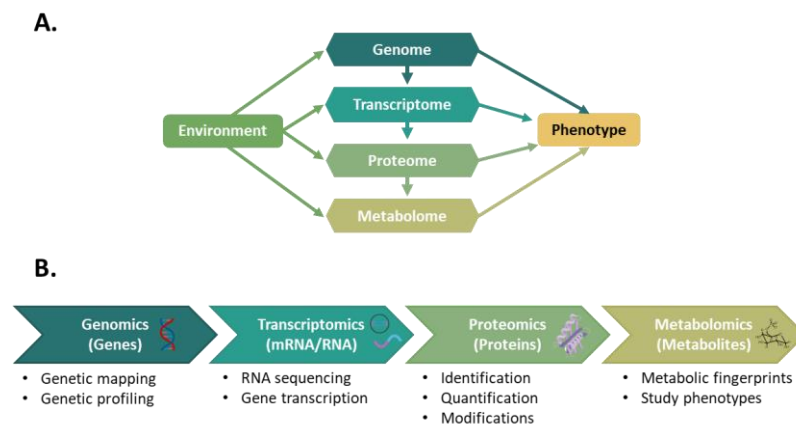 A.
Genome
Transcriptome
Environment
Phenotype
Proteome
Metabolome
B.
Genomics
(Genes)
Transcriptomics
(mRNA/RNA)
Proteomics
(Proteins)
Metabolomics
(Metabolites)
• Genetic mapping
• Genetic profiling
• RNA sequencing
• Gene transcription
• Identification
• Quantification
• Modifications
• Metabolic fingerprints
• Study phenotypes